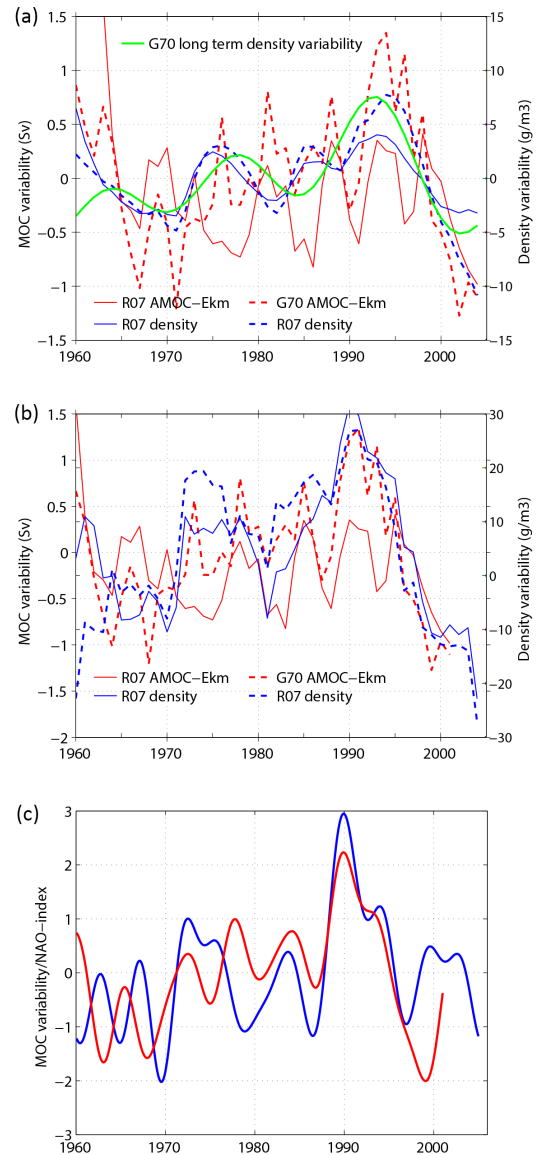 (a)
1.5
1
0.5
0
−0.5
−1
−1.5
MOC variability (Sv)
15
10
5
0
−5
−10
−15
Density variability (g/m3)
G70 long term density variability
R07 AMOC−Ekm
G70 AMOC−Ekm
R07 density
R07 density
1960 1970 1980 1990 2000
(b)
1.5
1
0.5
0
−0.5
−1
−1.5
−2
MOC variability (Sv)
30
20
10
0
−10
−20
−30
Density variability (g/m3)
R07 AMOC−Ekm
G70 AMOC−Ekm
R07 density
R07 density
1960 1970 1980 1990 2000
(c)
3
2
1
0
−1
−2
−3
MOC variability/NAO−index
1960 1970 1980 1990 2000